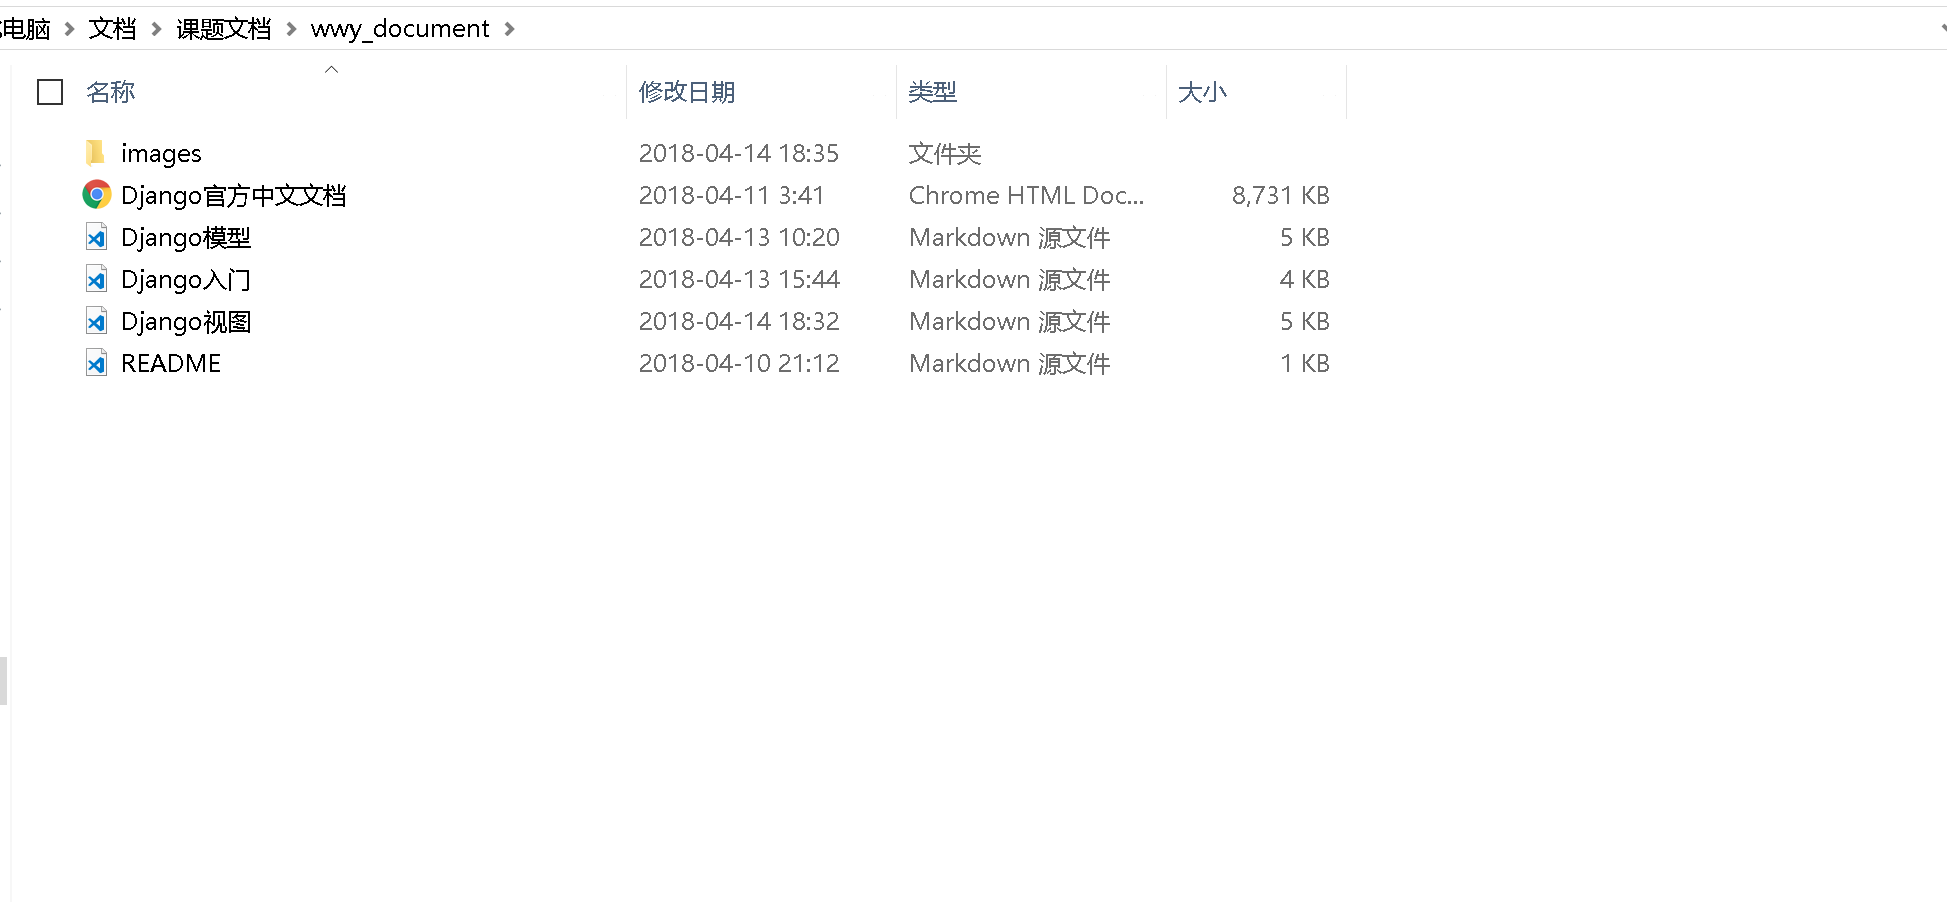 电脑 文档 课题文档 wwy_document
名称 修改日期 类型 大小
images 2018-04-14 18:35 文件夹
Django官方中文文档 2018-04-11 3:41 Chrome HTML Doc... 8,731 KB
Django模型 2018-04-13 10:20 Markdown 源文件 5 KB
Django入门 2018-04-13 15:44 Markdown 源文件 4 KB
Django视图 2018-04-14 18:32 Markdown 源文件 5 KB
README 2018-04-10 21:12 Markdown 源文件 1 KB